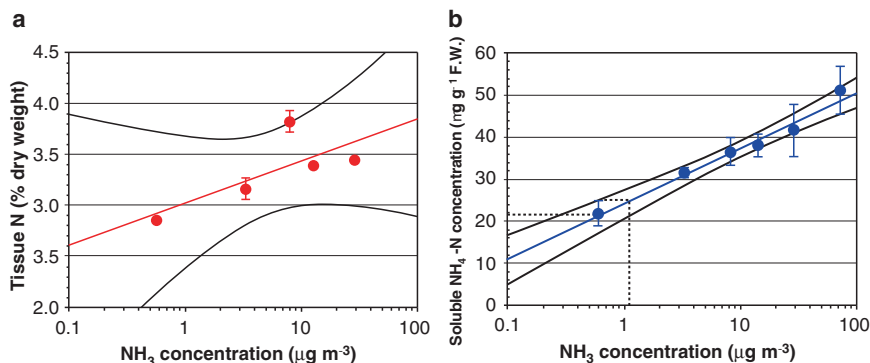 a
Tissue N (% dry weight)
4.5
4.0
3.5
3.0
3.5
2.0
0.1 1 10 100
NH₃ concentration (μg m⁻³)
b
Soluble NH₄-N concentration (ηg g⁻¹ F.W.)
60
50
40
30
20
10
0
0.1 1 10 100
NH₃ concentration (μg m⁻³)